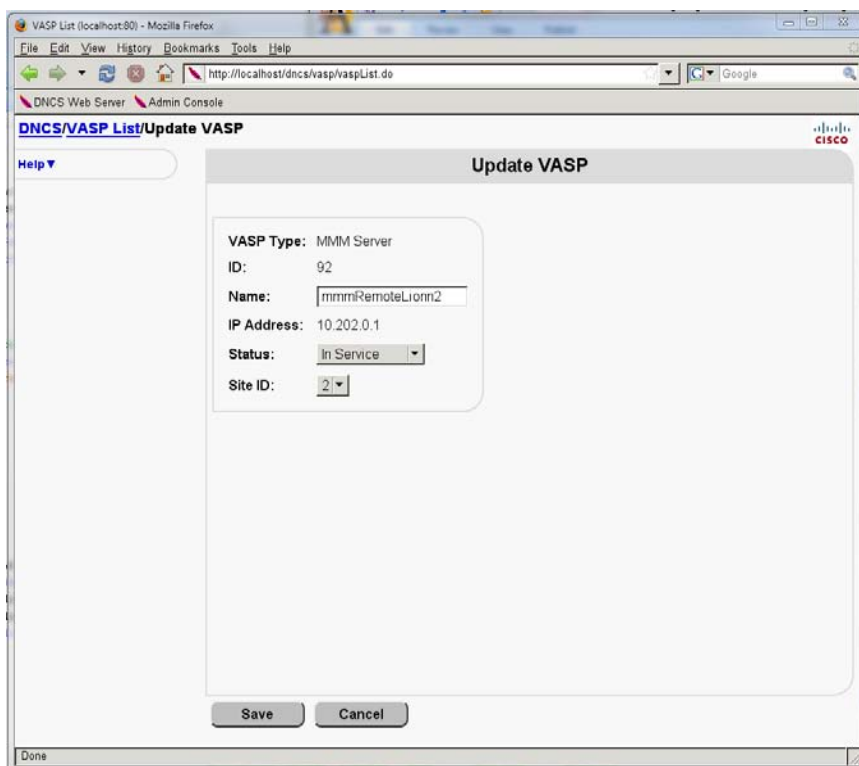 VASP List (localhost:80) - Mozilla Firefox
File Edit View History Bookmarks Tools Help
http://localhost/dncs/vasp/vaspList.do
Google
DNCS Web Server Admin Console
DNCS/VASP List/Update VASP
CISCO
Help
Update VASP
VASP Type: MMM Server
ID: 92
Name: mmmRemoteLionn2
IP Address: 10.202.0.1
Status: In Service
Site ID: 2
Save Cancel
Done